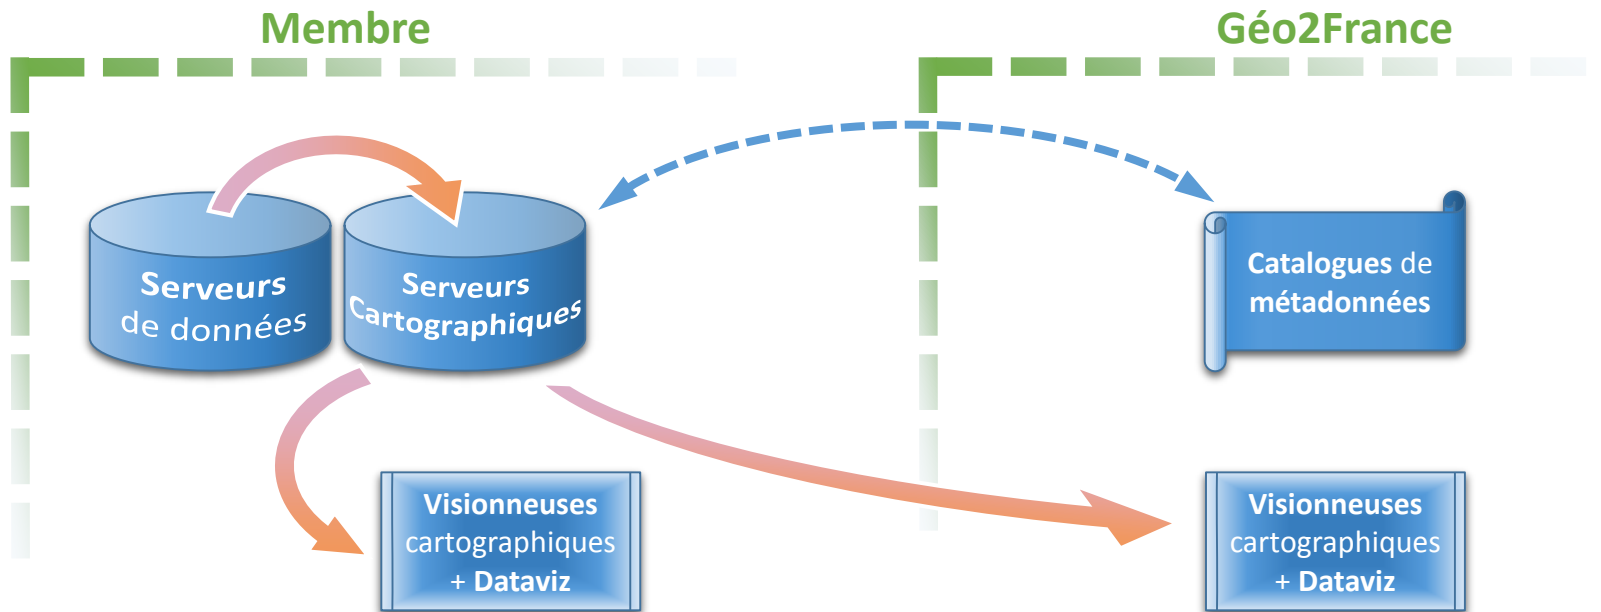 Membre
Géo2France
Serveurs
de données
Serveurs
Cartographiques
Catalogues de
métadonnées
Visionneuses
cartographiques
+ Dataviz
Visionneuses
cartographiques
+ Dataviz